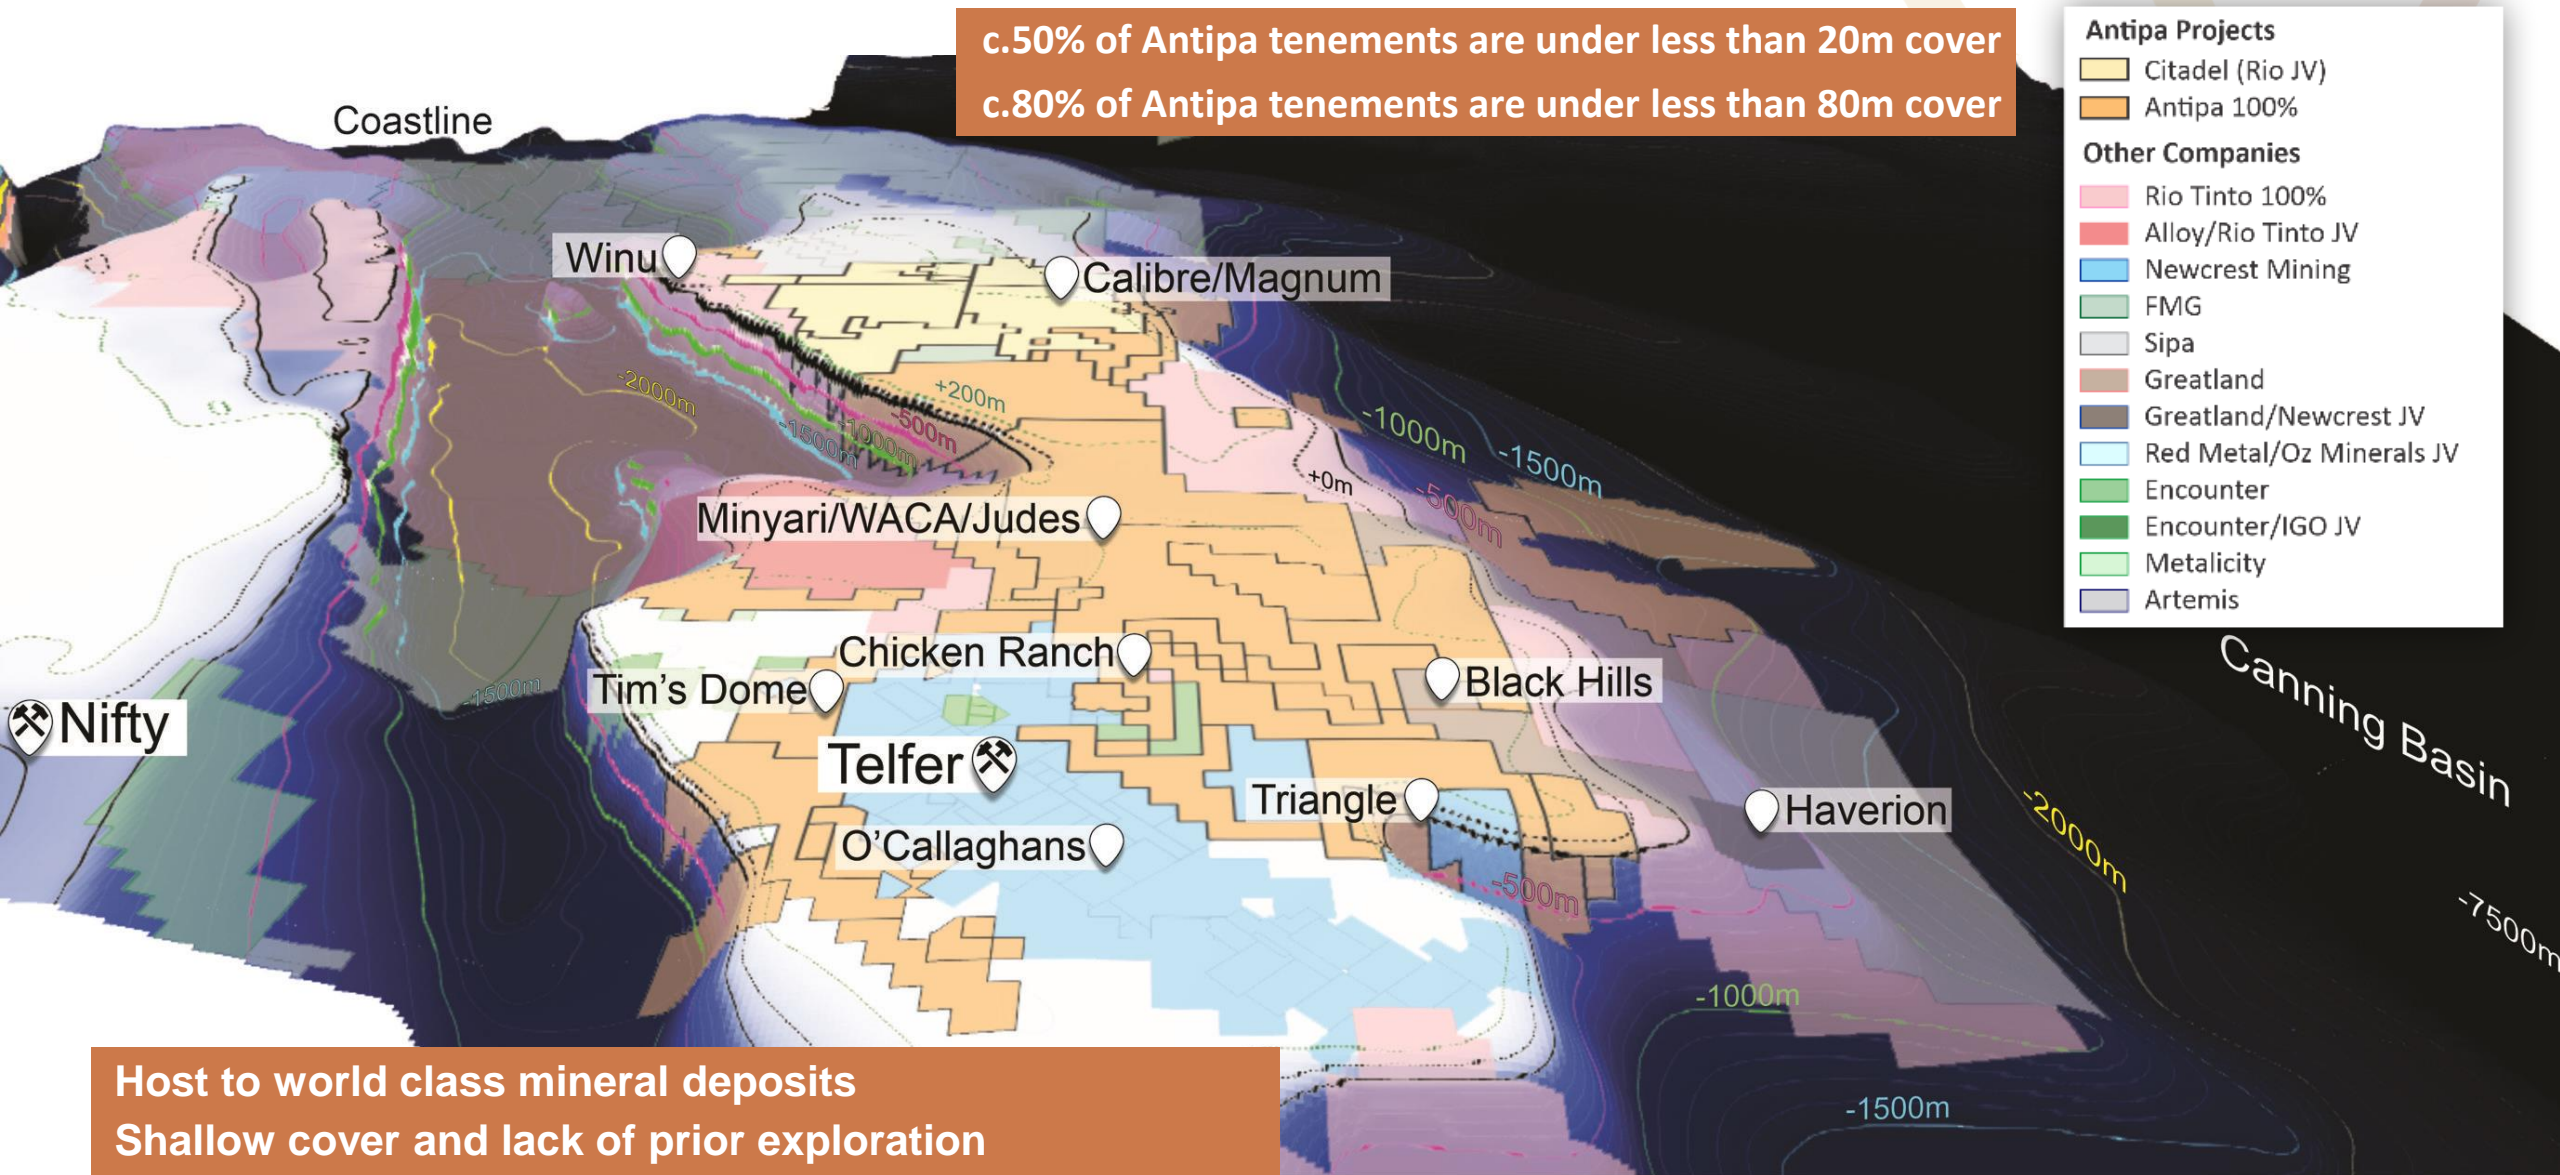 c.50% of Antipa tenements are under less than 20m cover
c.80% of Antipa tenements are under less than 80m cover
Antipa Projects
Citadel (Rio JV)
Antipa 100%
Other Companies
Rio Tinto 100%
Alloy/Rio Tinto JV
Newcrest Mining
FMG
Sipa
Greatland
Greatland/Newcrest JV
Red Metal/Oz Minerals JV
Encounter
Encounter/IGO JV
Metalicity
Artemis
Coastline
Winu
Calibre/Magnum
-2000m
+200m
-500m
-1000m
-1500m
-1000m
-1500m
+0m
-500m
Minyari/WACA/Judes
Chicken Ranch
Tim's Dome
Black Hills
-1500m
Nifty
Telfer
Triangle
Haverion
O'Callaghans
-500m
Canning Basin
-2000m
-7500m
-1000m
-1500m
Host to world class mineral deposits
Shallow cover and lack of prior exploration